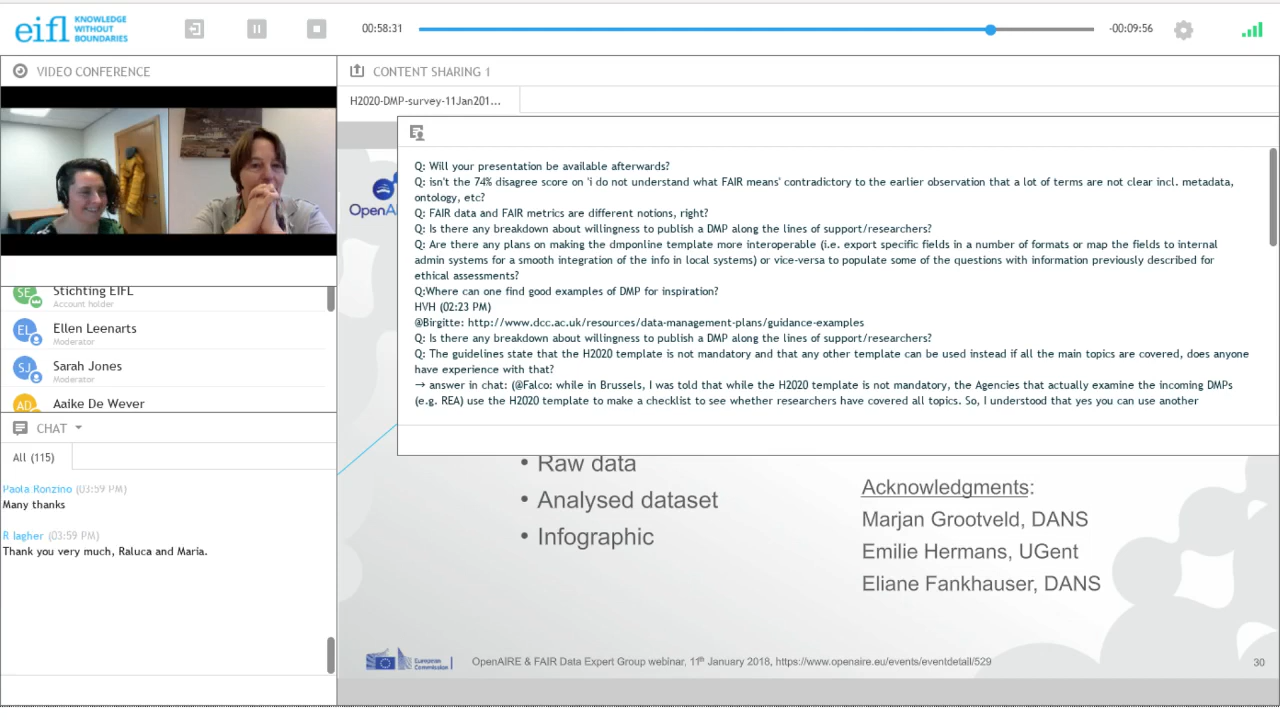 eifl KNOWLEDGE
WITHOUT
BOUNDARIES
00:58:31
-00:09:56
VIDEO CONFERENCE
CONTENT SHARING 1
H2020-DMP-survey-11Jan201...
OpenA
Q: Will your presentation be available afterwards?
Q: isn't the 74% disagree score on 'i do not understand what FAIR means' contradictory to the earlier observation that a lot of terms are not clear incl. metadata,
ontology, etc?
Q: FAIR data and FAIR metrics are different notions, right?
Q: Is there any breakdown about willingness to publish a DMP along the lines of support/researchers?
Q: Are there any plans on making the dmponline template more interoperable (i.e. export specific fields in a number of formats or map the fields to internal
admin systems for a smooth integration of the info in local systems) or vice-versa to populate some of the questions with information previously described for
ethical assessments?
Q:Where can one find good examples of DMP for inspiration?
HVH (02:23 PM)
@Birgitte: http://www.dcc.ac.uk/resources/data-management-plans/guidance-examples
Q: Is there any breakdown about willingness to publish a DMP along the lines of support/researchers?
Q: The guidelines state that the H2020 template is not mandatory and that any other template can be used instead if all the main topics are covered, does anyone
have experience with that?
→ answer in chat: (@Falco: while in Brussels, I was told that while the H2020 template is not mandatory, the Agencies that actually examine the incoming DMPs
(e.g. REA) use the H2020 template to make a checklist to see whether researchers have covered all topics. So, I understood that yes you can use another
SE
Stichting EIFL
Account holder
EL
Ellen Leenarts
Moderator
SJ
Sarah Jones
Moderator
AD
Aaike De Wever
CHAT
All (115)
Paola Ronzino (03:59 PM)
Many thanks
R Jagher (03:59 PM)
Thank you very much, Raluca and Maria.
• Raw data
• Analysed dataset
• Infographic
Acknowledgments:
Marjan Grootveld, DANS
Emilie Hermans, UGent
Eliane Fankhauser, DANS
European
Commission
OpenAIRE & FAIR Data Expert Group webinar, 11th January 2018, https://www.openaire.eu/events/eventdetail/529
30